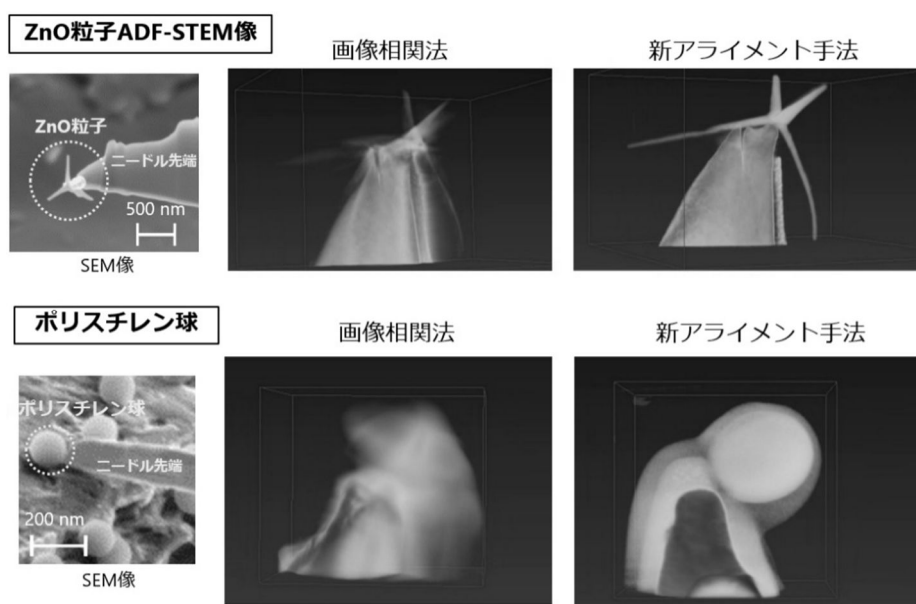 ZnO粒子ADF-STEM像
画像相関法
新アライメント手法
ZnO粒子
ニードル先端
500 nm
SEM像
ポリスチレン球
画像相関法
新アライメント手法
ポリスチレン球
ニードル先端
200 nm
SEM像